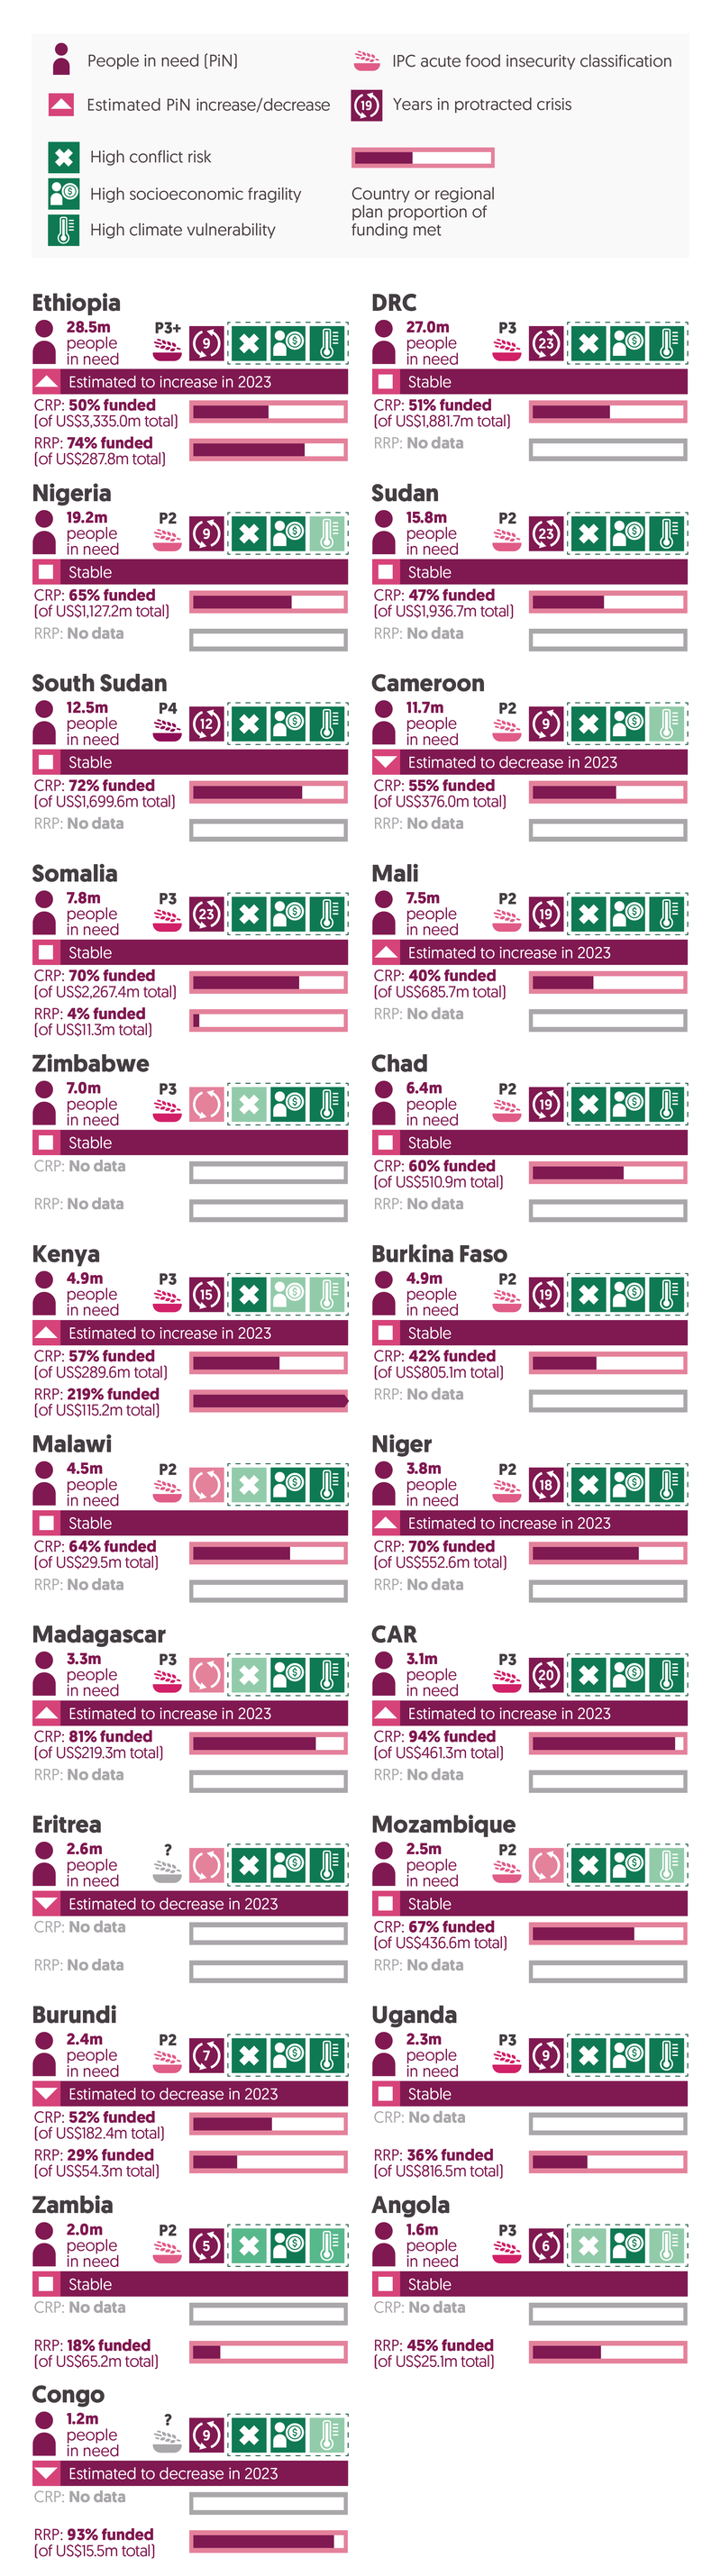 People in need (PiN)
IPC acute food insecurity classification
Estimated PiN increase/decrease
19
Years in protracted crisis
High conflict risk
High socioeconomic fragility
High climate vulnerability
Country or regional
plan proportion of
funding met
Ethiopia
28.5m
people
in need
P3+
9
Estimated to increase in 2023
CRP: 50% funded
(of US$3,335.0m total)
RRP: 74% funded
(of US$287.8m total)
DRC
27.0m
people
in need
P3
23
Stable
CRP: 51% funded
(of US$1,881.7m total)
RRP: No data
Nigeria
19.2m
people
in need
P2
9
Stable
CRP: 65% funded
(of US$1,127.2m total)
RRP: No data
Sudan
15.8m
people
in need
P2
23
Stable
CRP: 47% funded
(of US$1,936.7m total)
RRP: No data
South Sudan
12.5m
people
in need
P4
12
Stable
CRP: 72% funded
(of US$1,699.6m total)
RRP: No data
Cameroon
11.7m
people
in need
P2
9
Estimated to decrease in 2023
CRP: 55% funded
(of US$376.0m total)
RRP: No data
Somalia
7.8m
people
in need
P3
23
Stable
CRP: 70% funded
(of US$2,267.4m total)
RRP: 4% funded
(of US$11.3m total)
Mali
7.5m
people
in need
P2
19
Estimated to increase in 2023
CRP: 40% funded
(of US$685.7m total)
RRP: No data
Zimbabwe
7.0m
people
in need
P3
Stable
CRP: No data
RRP: No data
Chad
6.4m
people
in need
P2
19
Stable
CRP: 60% funded
(of US$510.9m total)
RRP: No data
Kenya
4.9m
people
in need
P3
15
Estimated to increase in 2023
CRP: 57% funded
(of US$289.6m total)
RRP: 219% funded
(of US$115.2m total)
Burkina Faso
4.9m
people
in need
P2
19
Stable
CRP: 42% funded
(of US$805.1m total)
RRP: No data
Malawi
4.5m
people
in need
P2
Stable
CRP: 64% funded
(of US$29.5m total)
RRP: No data
Niger
3.8m
people
in need
P2
18
Estimated to increase in 2023
CRP: 70% funded
(of US$552.6m total)
RRP: No data
Madagascar
3.3m
people
in need
P3
Estimated to increase in 2023
CRP: 81% funded
(of US$219.3m total)
RRP: No data
CAR
3.1m
people
in need
P3
20
Estimated to increase in 2023
CRP: 94% funded
(of US$461.3m total)
RRP: No data
Eritrea
2.6m
people
in need
?
Estimated to decrease in 2023
CRP: No data
RRP: No data
Mozambique
2.5m
people
in need
P2
Stable
CRP: 67% funded
(of US$436.6m total)
RRP: No data
Burundi
2.4m
people
in need
P2
7
Estimated to decrease in 2023
CRP: 52% funded
(of US$182.4m total)
RRP: 29% funded
(of US$54.3m total)
Uganda
2.3m
people
in need
P3
9
Stable
CRP: No data
RRP: 36% funded
(of US$816.5m total)
Zambia
2.0m
people
in need
P2
5
Stable
CRP: No data
RRP: 18% funded
(of US$65.2m total)
Angola
1.6m
people
in need
P3
6
Stable
CRP: No data
RRP: 45% funded
(of US$25.1m total)
Congo
1.2m
people
in need
?
9
Estimated to decrease in 2023
CRP: No data
RRP: 93% funded
(of US$15.5m total)